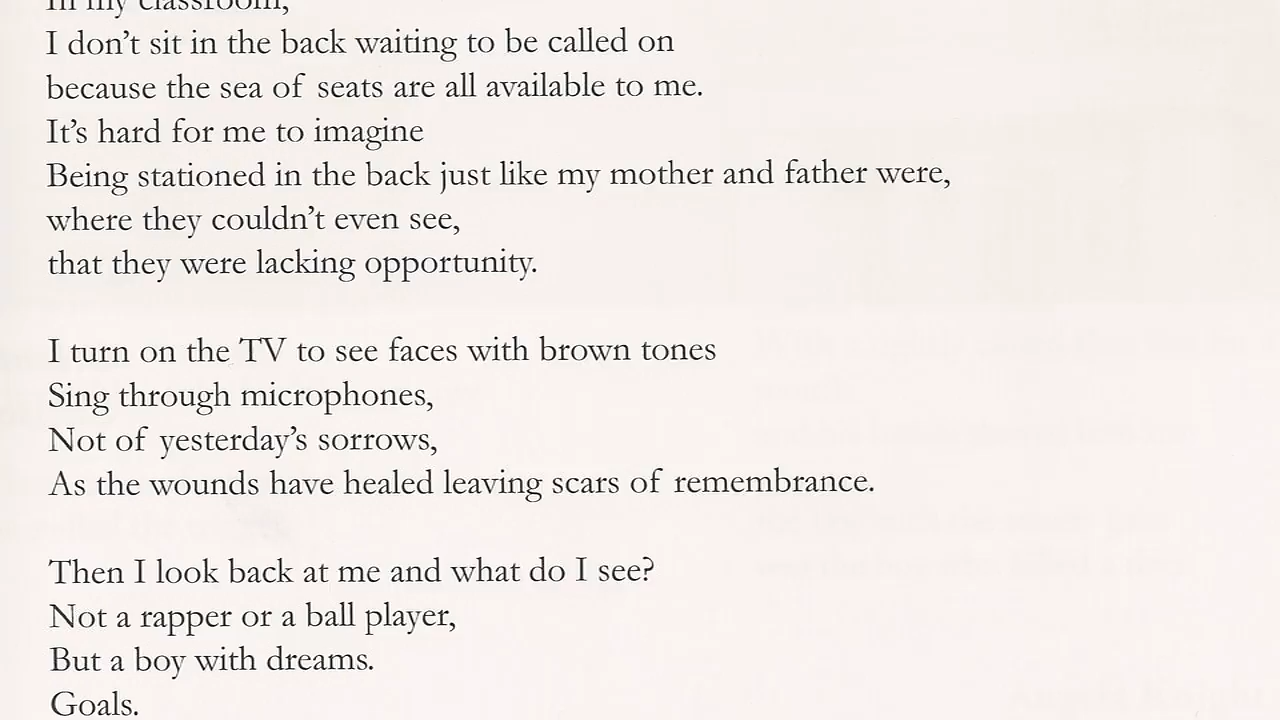 In my classroom,
I don't sit in the back waiting to be called on
because the sea of seats are all available to me.
It's hard for me to imagine
Being stationed in the back just like my mother and father were,
where they couldn't even see,
that they were lacking opportunity.
I turn on the TV to see faces with brown tones
Sing through microphones,
Not of yesterday's sorrows,
As the wounds have healed leaving scars of remembrance.
Then I look back at me and what do I see?
Not a rapper or a ball player,
But a boy with dreams.
Goals.